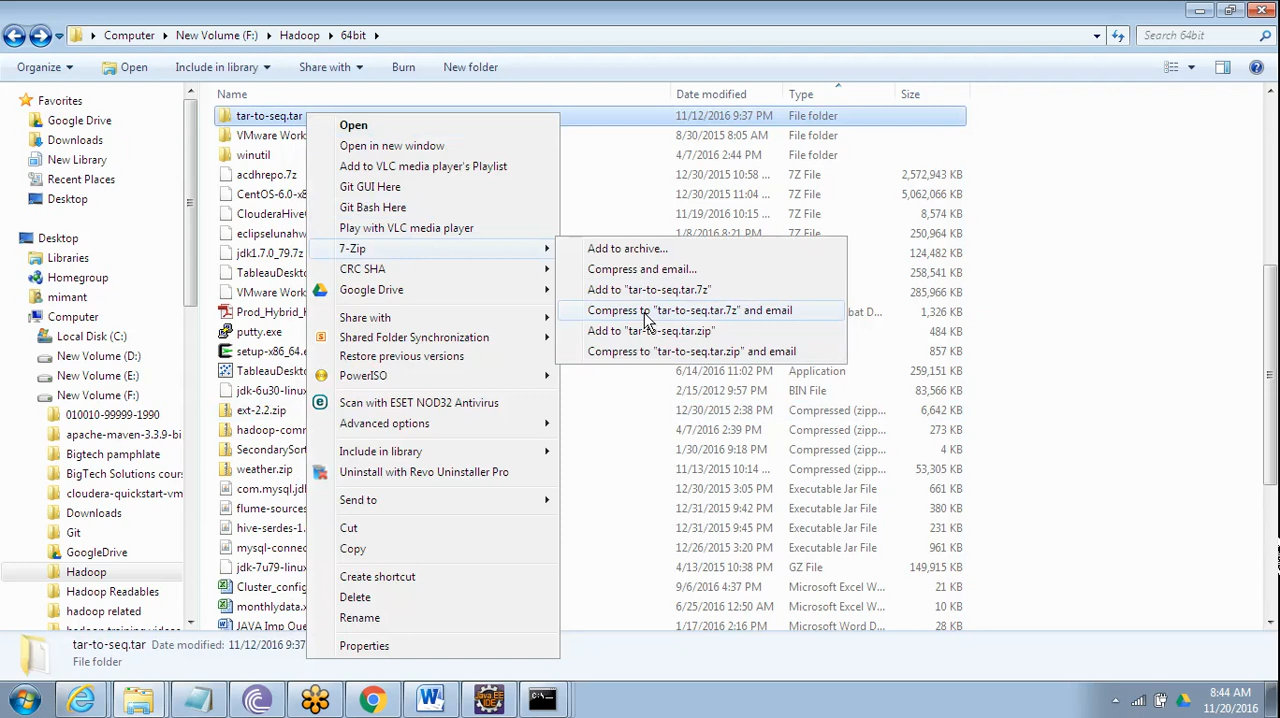 Computer New Volume (F:) Hadoop 64bit Search 64bit
Organize Open Include in library Share with Burn New folder
Name Date modified Type Size
Favorites
Google Drive
Downloads
New Library
Recent Places
Desktop
Desktop
Libraries
Homegroup
mimant
Computer
Local Disk (C:)
New Volume (D:)
New Volume (E:)
New Volume (F:)
010010-99999-1990
apache-maven-3.3.9-bi
Bigtech pamphlate
BigTech Solutions cours
cloudera-quickstart-vm
Downloads
Git
GoogleDrive
Hadoop
Hadoop Readables
hadoop related
hadoop training videos
tar-to-seq.tar 11/12/2016 9:37 PM File folder
VMware Work 8/30/2015 8:05 AM File folder
winutil 4/7/2016 2:44 PM File folder
acdhrepo.7z 12/30/2015 10:58 ... 7Z File 2,572,943 KB
CentOS-6.0-x8 12/30/2015 11:04 ... 7Z File 5,062,066 KB
ClouderaHive 11/19/2016 10:15 ... 7Z File 8,574 KB
eclipselunawh 1/8/2016 8:21 PM 7Z File 250,964 KB
jdk1.7.0_79.7z 124,482 KB
TableauDeskt 258,541 KB
VMware Work 292,410 KB
Prod_Hybrid_H bat D... 1,326 KB
putty.exe 484 KB
setup-x86_64.e 857 KB
TableauDeskt 6/14/2016 11:02 ... Application 259,151 KB
jdk-6u30-linux 2/15/2012 9:57 PM BIN File 83,566 KB
ext-2.2.zip 12/30/2015 2:38 PM Compressed (zipp... 6,642 KB
hadoop-comr 4/7/2016 2:39 PM Compressed (zipp... 273 KB
SecondarySort 1/30/2016 9:18 PM Compressed (zipp... 43 KB
weather.zip 11/13/2015 10:14 ... Compressed (zipp... 53,305 KB
com.mysql.jdl 12/30/2015 3:05 PM Executable Jar File 661 KB
flume-sources 12/31/2015 9:42 PM Executable Jar File 380 KB
hive-serdes-1. 12/31/2015 9:45 PM Executable Jar File 231 KB
mysql-connec 12/26/2015 3:20 PM Executable Jar File 961 KB
jdk-7u79-linux 4/13/2015 10:38 PM GZ File 149,915 KB
Cluster_config 9/6/2016 4:37 PM Microsoft Excel W... 21 KB
monthlydata.x 6/25/2016 12:50 AM Microsoft Excel W... 10 KB
JAVA Imp Que 1/17/2016 2:16 PM Microsoft Word D...
Open
Open in new window
Add to VLC media player's Playlist
Git GUI Here
Git Bash Here
Play with VLC media player
7-Zip
CRC SHA
Google Drive
Share with
Shared Folder Synchronization
Restore previous versions
PowerISO
Scan with ESET NOD32 Antivirus
Advanced options
Include in library
Uninstall with Revo Uninstaller Pro
Send to
Cut
Copy
Create shortcut
Delete
Rename
Properties
Add to archive...
Compress and email...
Add to "tar-to-seq.tar.7z"
Compress to "tar-to-seq.tar.7z" and email
Add to "tar-to-seq.tar.zip"
Compress to "tar-to-seq.tar.zip" and email
tar-to-seq.tar Date modified: 11/12/2016 9:37
File folder
8:44 AM
11/20/2016